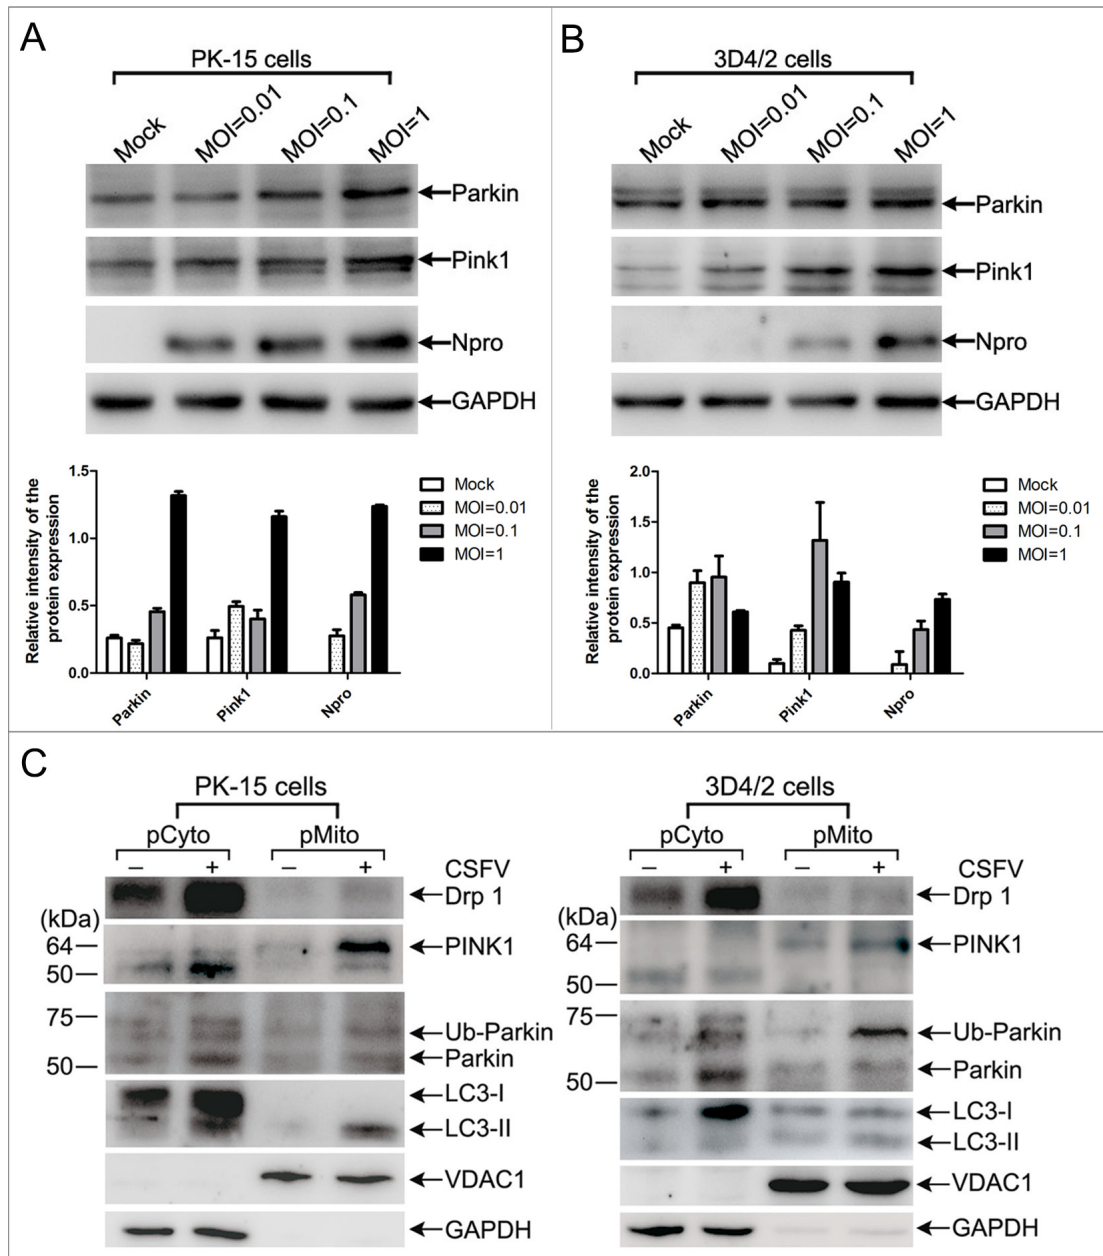 A
PK-15 cells
Mock MOI=0.01 MOI=0.1 MOI=1
Parkin
Pink1
Npro
GAPDH
Relative intensity of the
protein expression
1.5
1.0
0.5
0.0
Parkin Pink1 Npro
Mock
MOI=0.01
MOI=0.1
MOI=1
B
3D4/2 cells
Mock MOI=0.01 MOI=0.1 MOI=1
Parkin
Pink1
Npro
GAPDH
Relative intensity of the
protein expression
2.0
1.5
1.0
0.5
0.0
Parkin Pink1 Npro
Mock
MOI=0.01
MOI=0.1
MOI=1
C
PK-15 cells
pCyto pMito
– + – + CSFV
Drp 1
(kDa)
64 PINK1
50
75
Ub-Parkin
Parkin
50
LC3-I
LC3-II
VDAC1
GAPDH
3D4/2 cells
pCyto pMito
– + – + CSFV
Drp 1
(kDa)
64 PINK1
50
75
Ub-Parkin
Parkin
50
LC3-I
LC3-II
VDAC1
GAPDH